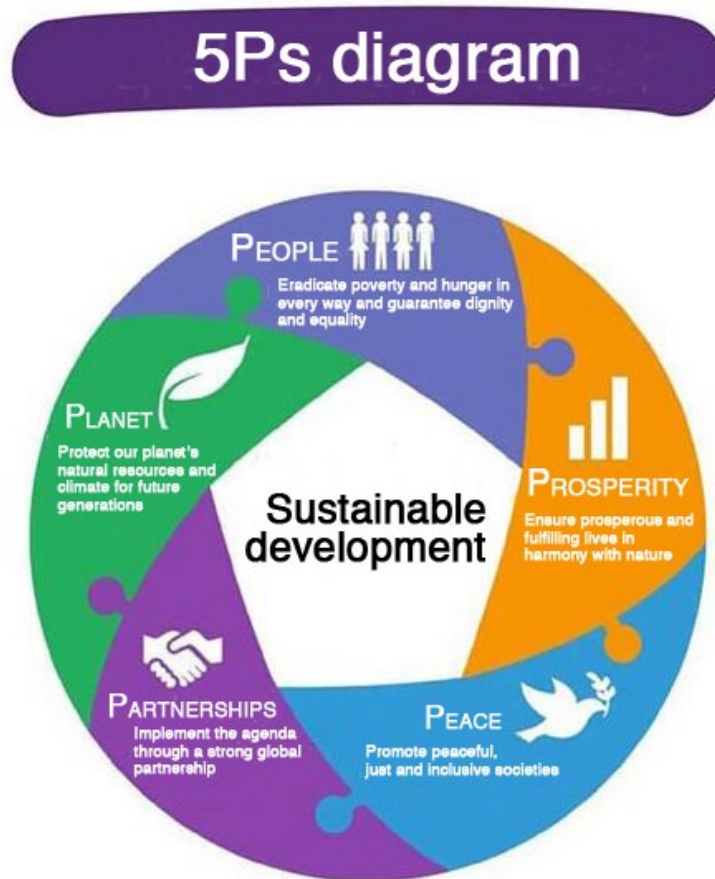 5Ps diagram
PEOPLE
Eradicate poverty and hunger in
every way and guarantee dignity
and equality
PROSPERITY
Ensure prosperous and
fulfilling lives in
harmony with nature
PEACE
Promote peaceful,
just and inclusive societies
PARTNERSHIPS
Implement the agenda
through a strong global
partnership
PLANET
Protect our planet's
natural resources and
climate for future
generations
Sustainable
development